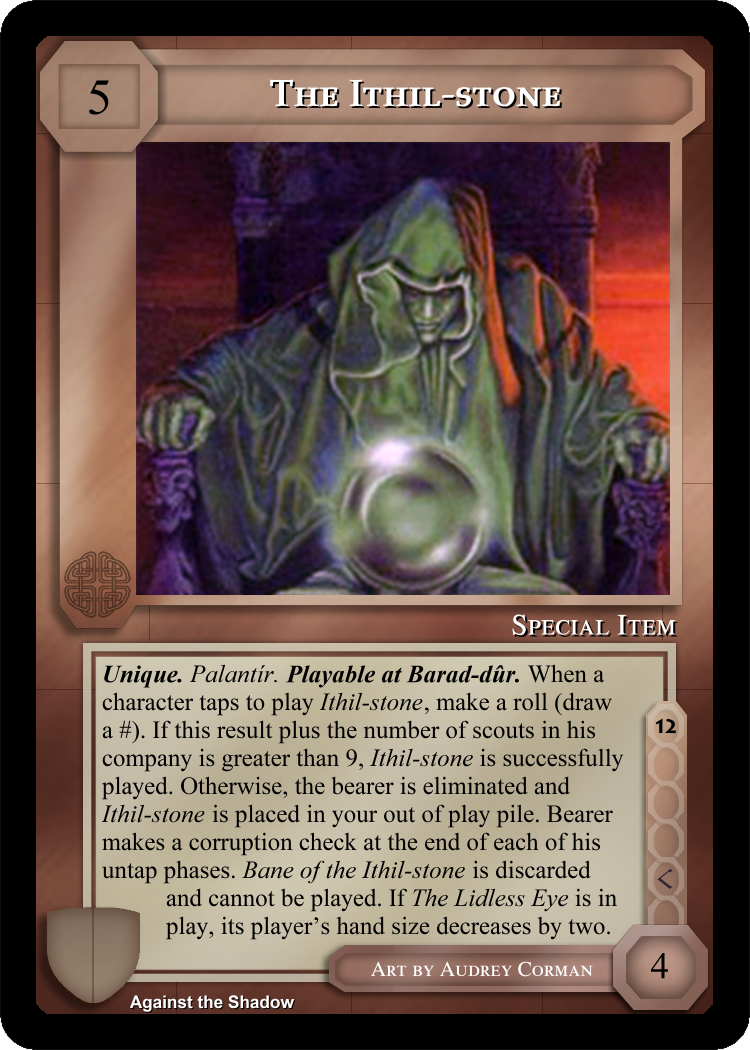 5
The Ithil-stone
Special Item
Unique. Palantír. Playable at Barad-dûr. When a
character taps to play Ithil-stone, make a roll (draw
a #). If this result plus the number of scouts in his
company is greater than 9, Ithil-stone is successfully
played. Otherwise, the bearer is eliminated and
Ithil-stone is placed in your out of play pile. Bearer
makes a corruption check at the end of each of his
untap phases. Bane of the Ithil-stone is discarded
and cannot be played. If The Lidless Eye is in
play, its player’s hand size decreases by two.
12
4
Art by Audrey Corman
Against the Shadow